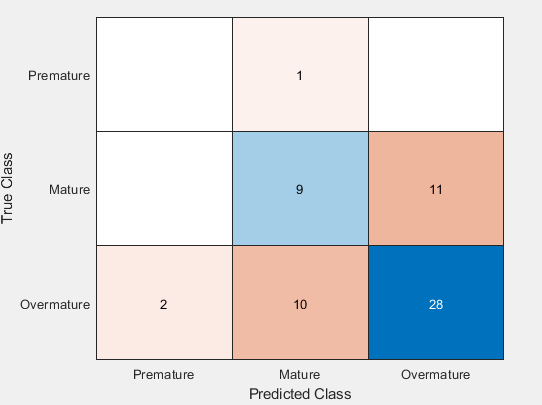 True Class
Premature
1
Mature
9 11
Overmature
2 10 28
Premature Mature Overmature
Predicted Class